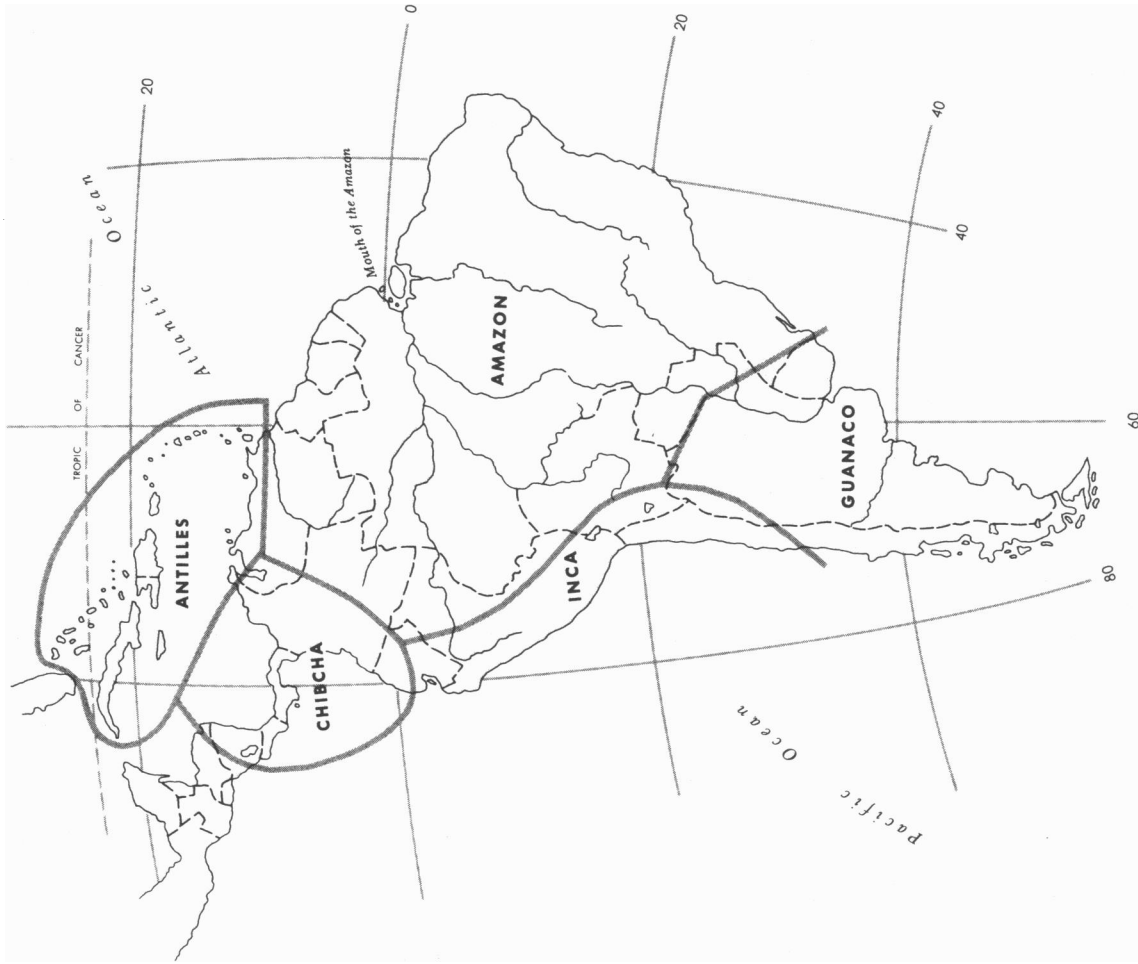 20
0
20
40
40
60
80
Atlantic Ocean
TROPIC OF CANCER
Mouth of the Amazon
ANTILLES
CHIBCHA
AMAZON
INCA
GUANACO
Pacific Ocean